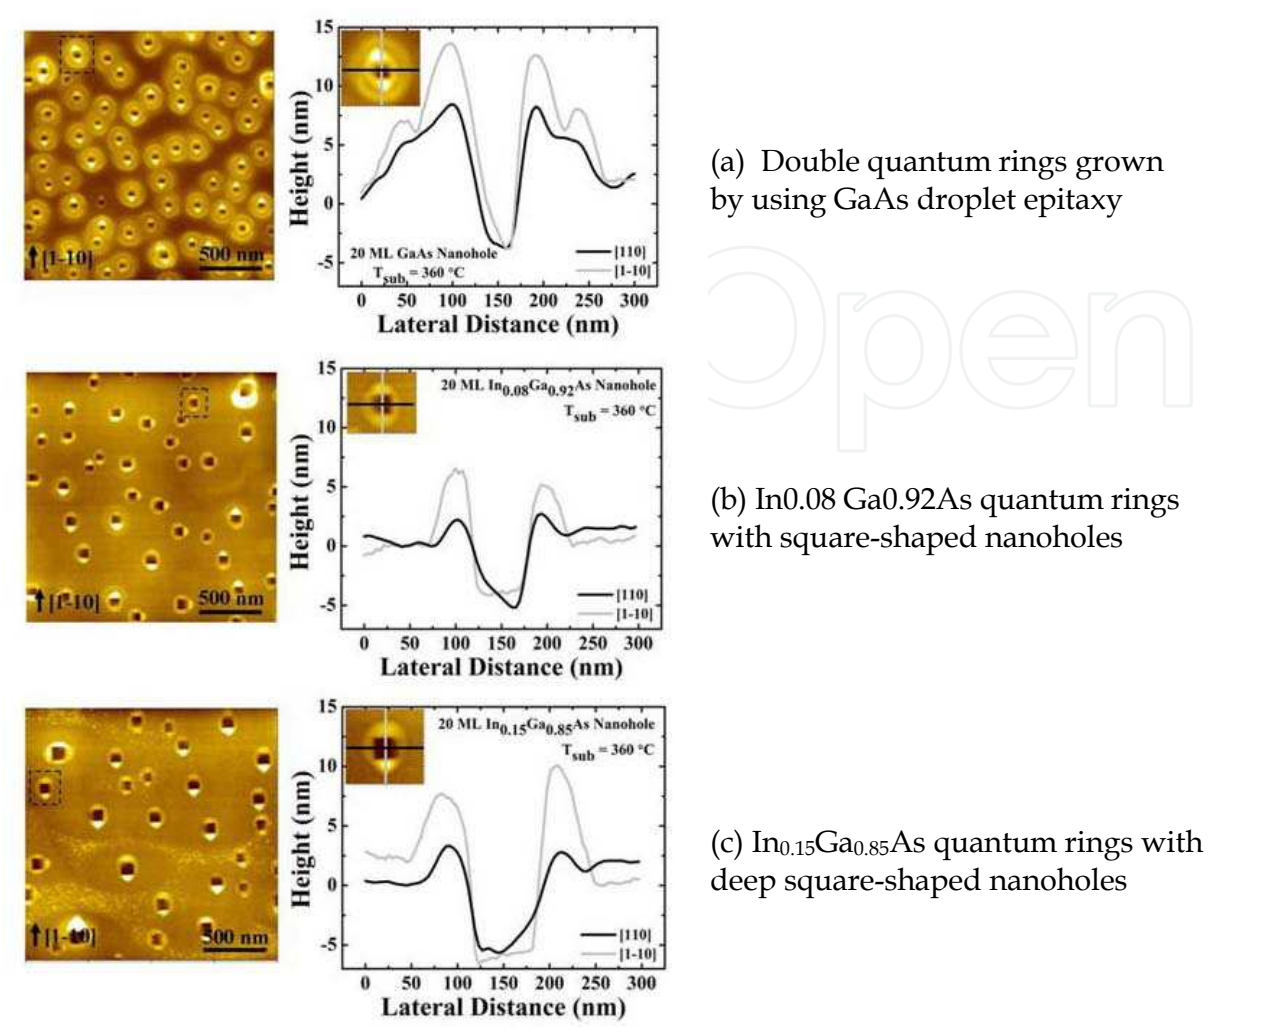 15
10
5
0
-5
Height (nm)
20 ML GaAs Nanohole
Tsub. = 360 °C
[110]
[1-10]
0 50 100 150 200 250 300
Lateral Distance (nm)
[1-10]
500 nm
(a) Double quantum rings grown
by using GaAs droplet epitaxy
Open
15
10
5
0
-5
Height (nm)
20 ML In0.08Ga0.92As Nanohole
Tsub = 360 °C
[110]
[1-10]
0 50 100 150 200 250 300
Lateral Distance (nm)
[1-10]
500 nm
(b) In0.08 Ga0.92As quantum rings
with square-shaped nanoholes
15
10
5
0
-5
Height (nm)
20 ML In0.15Ga0.85As Nanohole
Tsub = 360 °C
[110]
[1-10]
0 50 100 150 200 250 300
Lateral Distance (nm)
[1-10]
500 nm
(c) In0.15Ga0.85As quantum rings with
deep square-shaped nanoholes